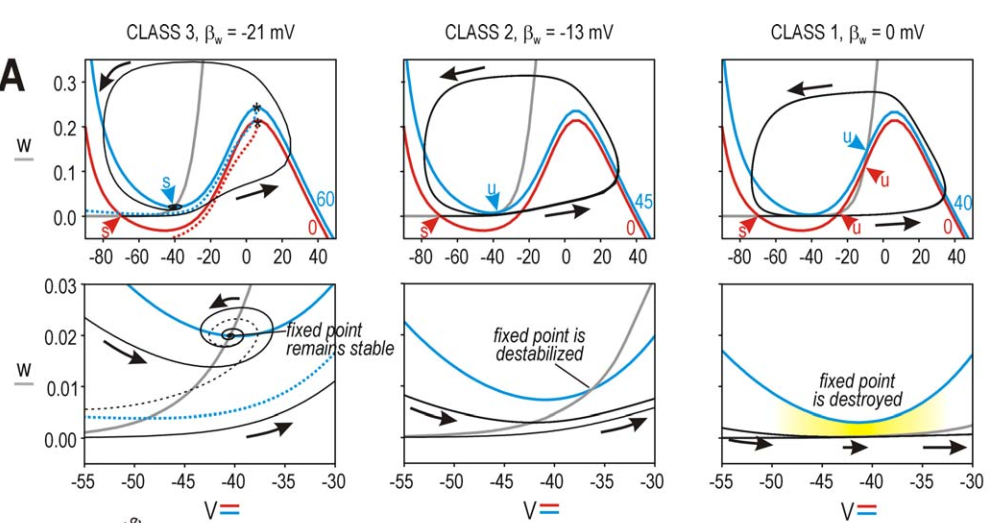 CLASS 3, βw = -21 mV
CLASS 2, βw = -13 mV
CLASS 1, βw = 0 mV
A
w
0.3
0.2
0.1
0.0
s
s
*
*
60
0
-80 -60 -40 -20 0 20 40
u
s
45
0
-80 -60 -40 -20 0 20 40
u
u
s
u
40
0
-80 -60 -40 -20 0 20 40
w
0.03
0.02
0.01
0.00
fixed point
remains stable
-55 -50 -45 -40 -35 -30
V
fixed point is
destabilized
-55 -50 -45 -40 -35 -30
V
fixed point
is destroyed
-55 -50 -45 -40 -35 -30
V